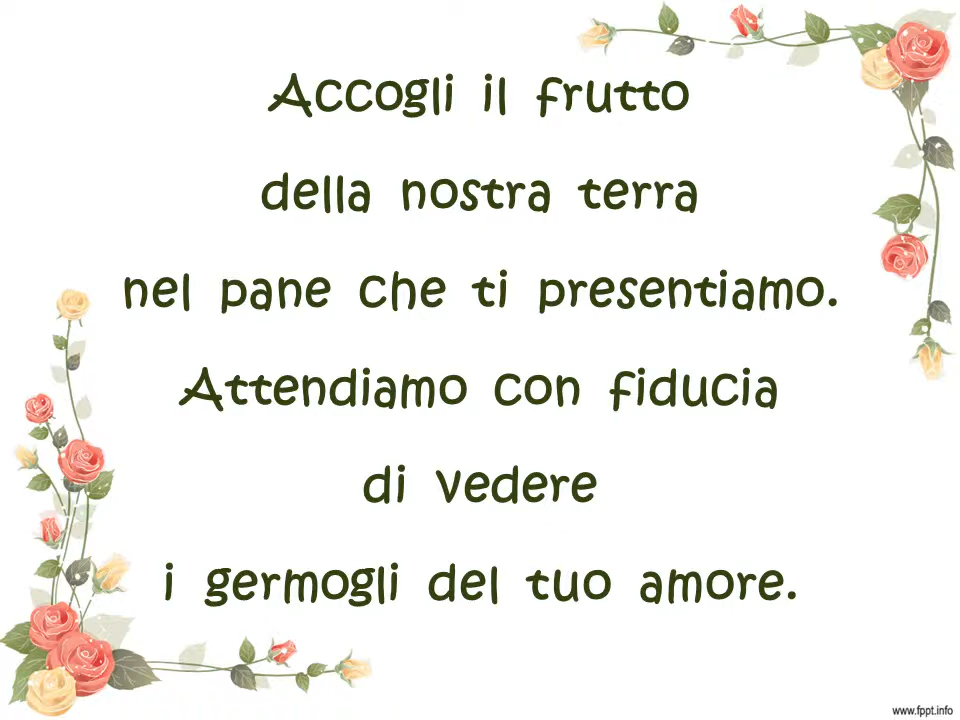 Accogli il frutto
della nostra terra
nel pane che ti presentiamo.
Attendiamo con fiducia
di vedere
i germogli del tuo amore.
www.fppt.info